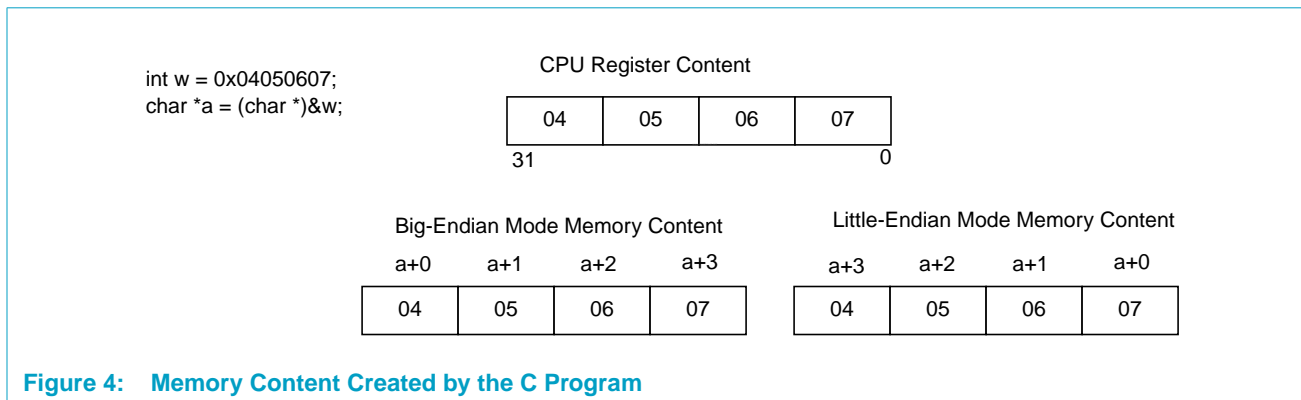 int w = 0x04050607;
char *a = (char *)&w;
CPU Register Content
04 05 06 07
31 0
Big-Endian Mode Memory Content
a+0 a+1 a+2 a+3
04 05 06 07
Little-Endian Mode Memory Content
a+3 a+2 a+1 a+0
04 05 06 07
Figure 4: Memory Content Created by the C Program